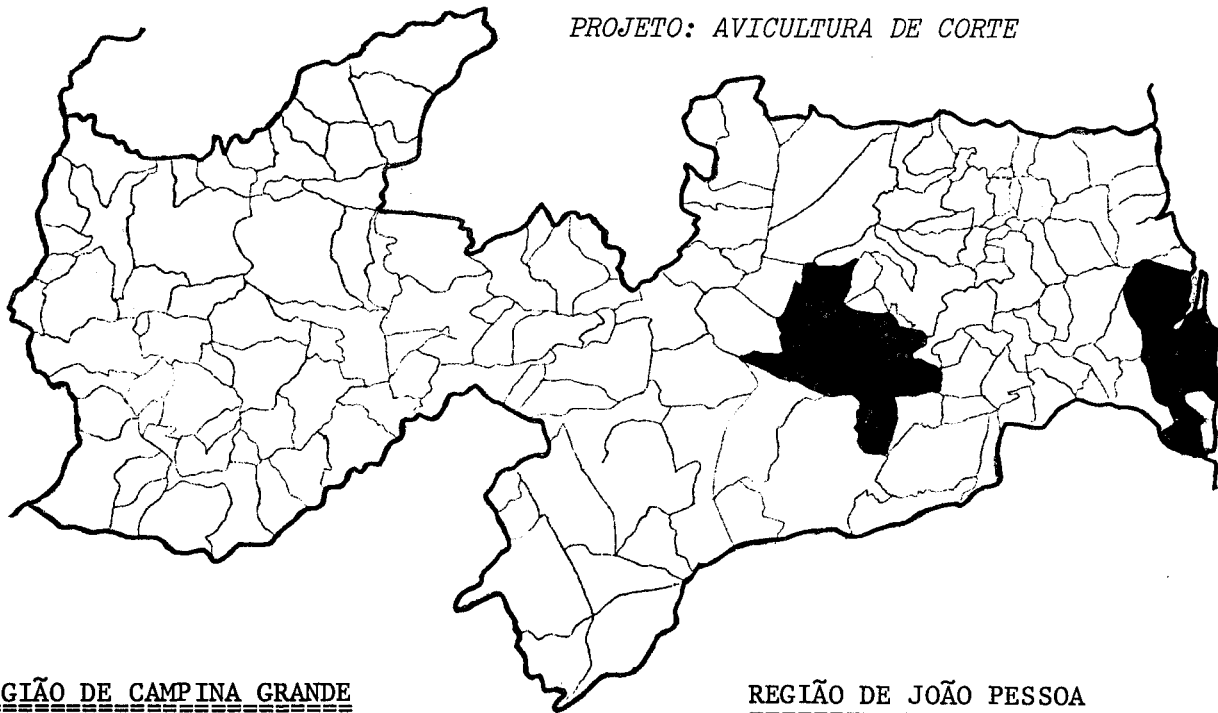 PROJETO: AVICULTURA DE CORTE
GIÃO DE CAMPINA GRANDE
REGIÃO DE JOÃO PESSOA